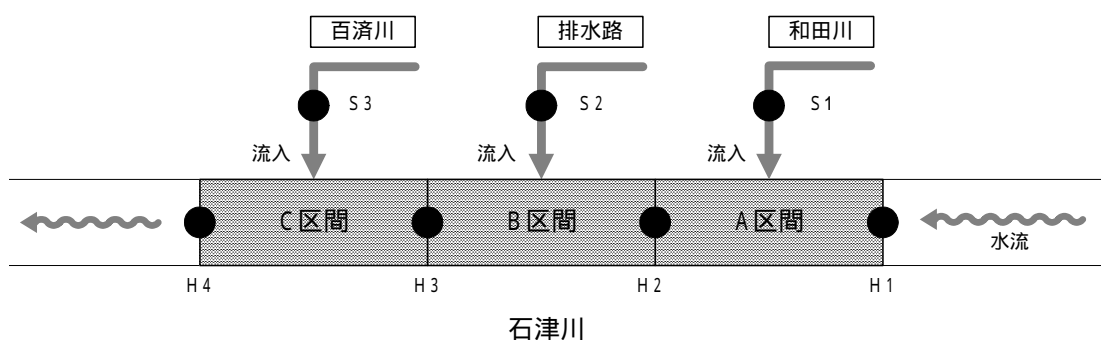 百済川 排水路 和田川
S3 S2 S1
流入 流入 流入
C区間 B区間 A区間
水流
H4 H3 H2 H1
石津川